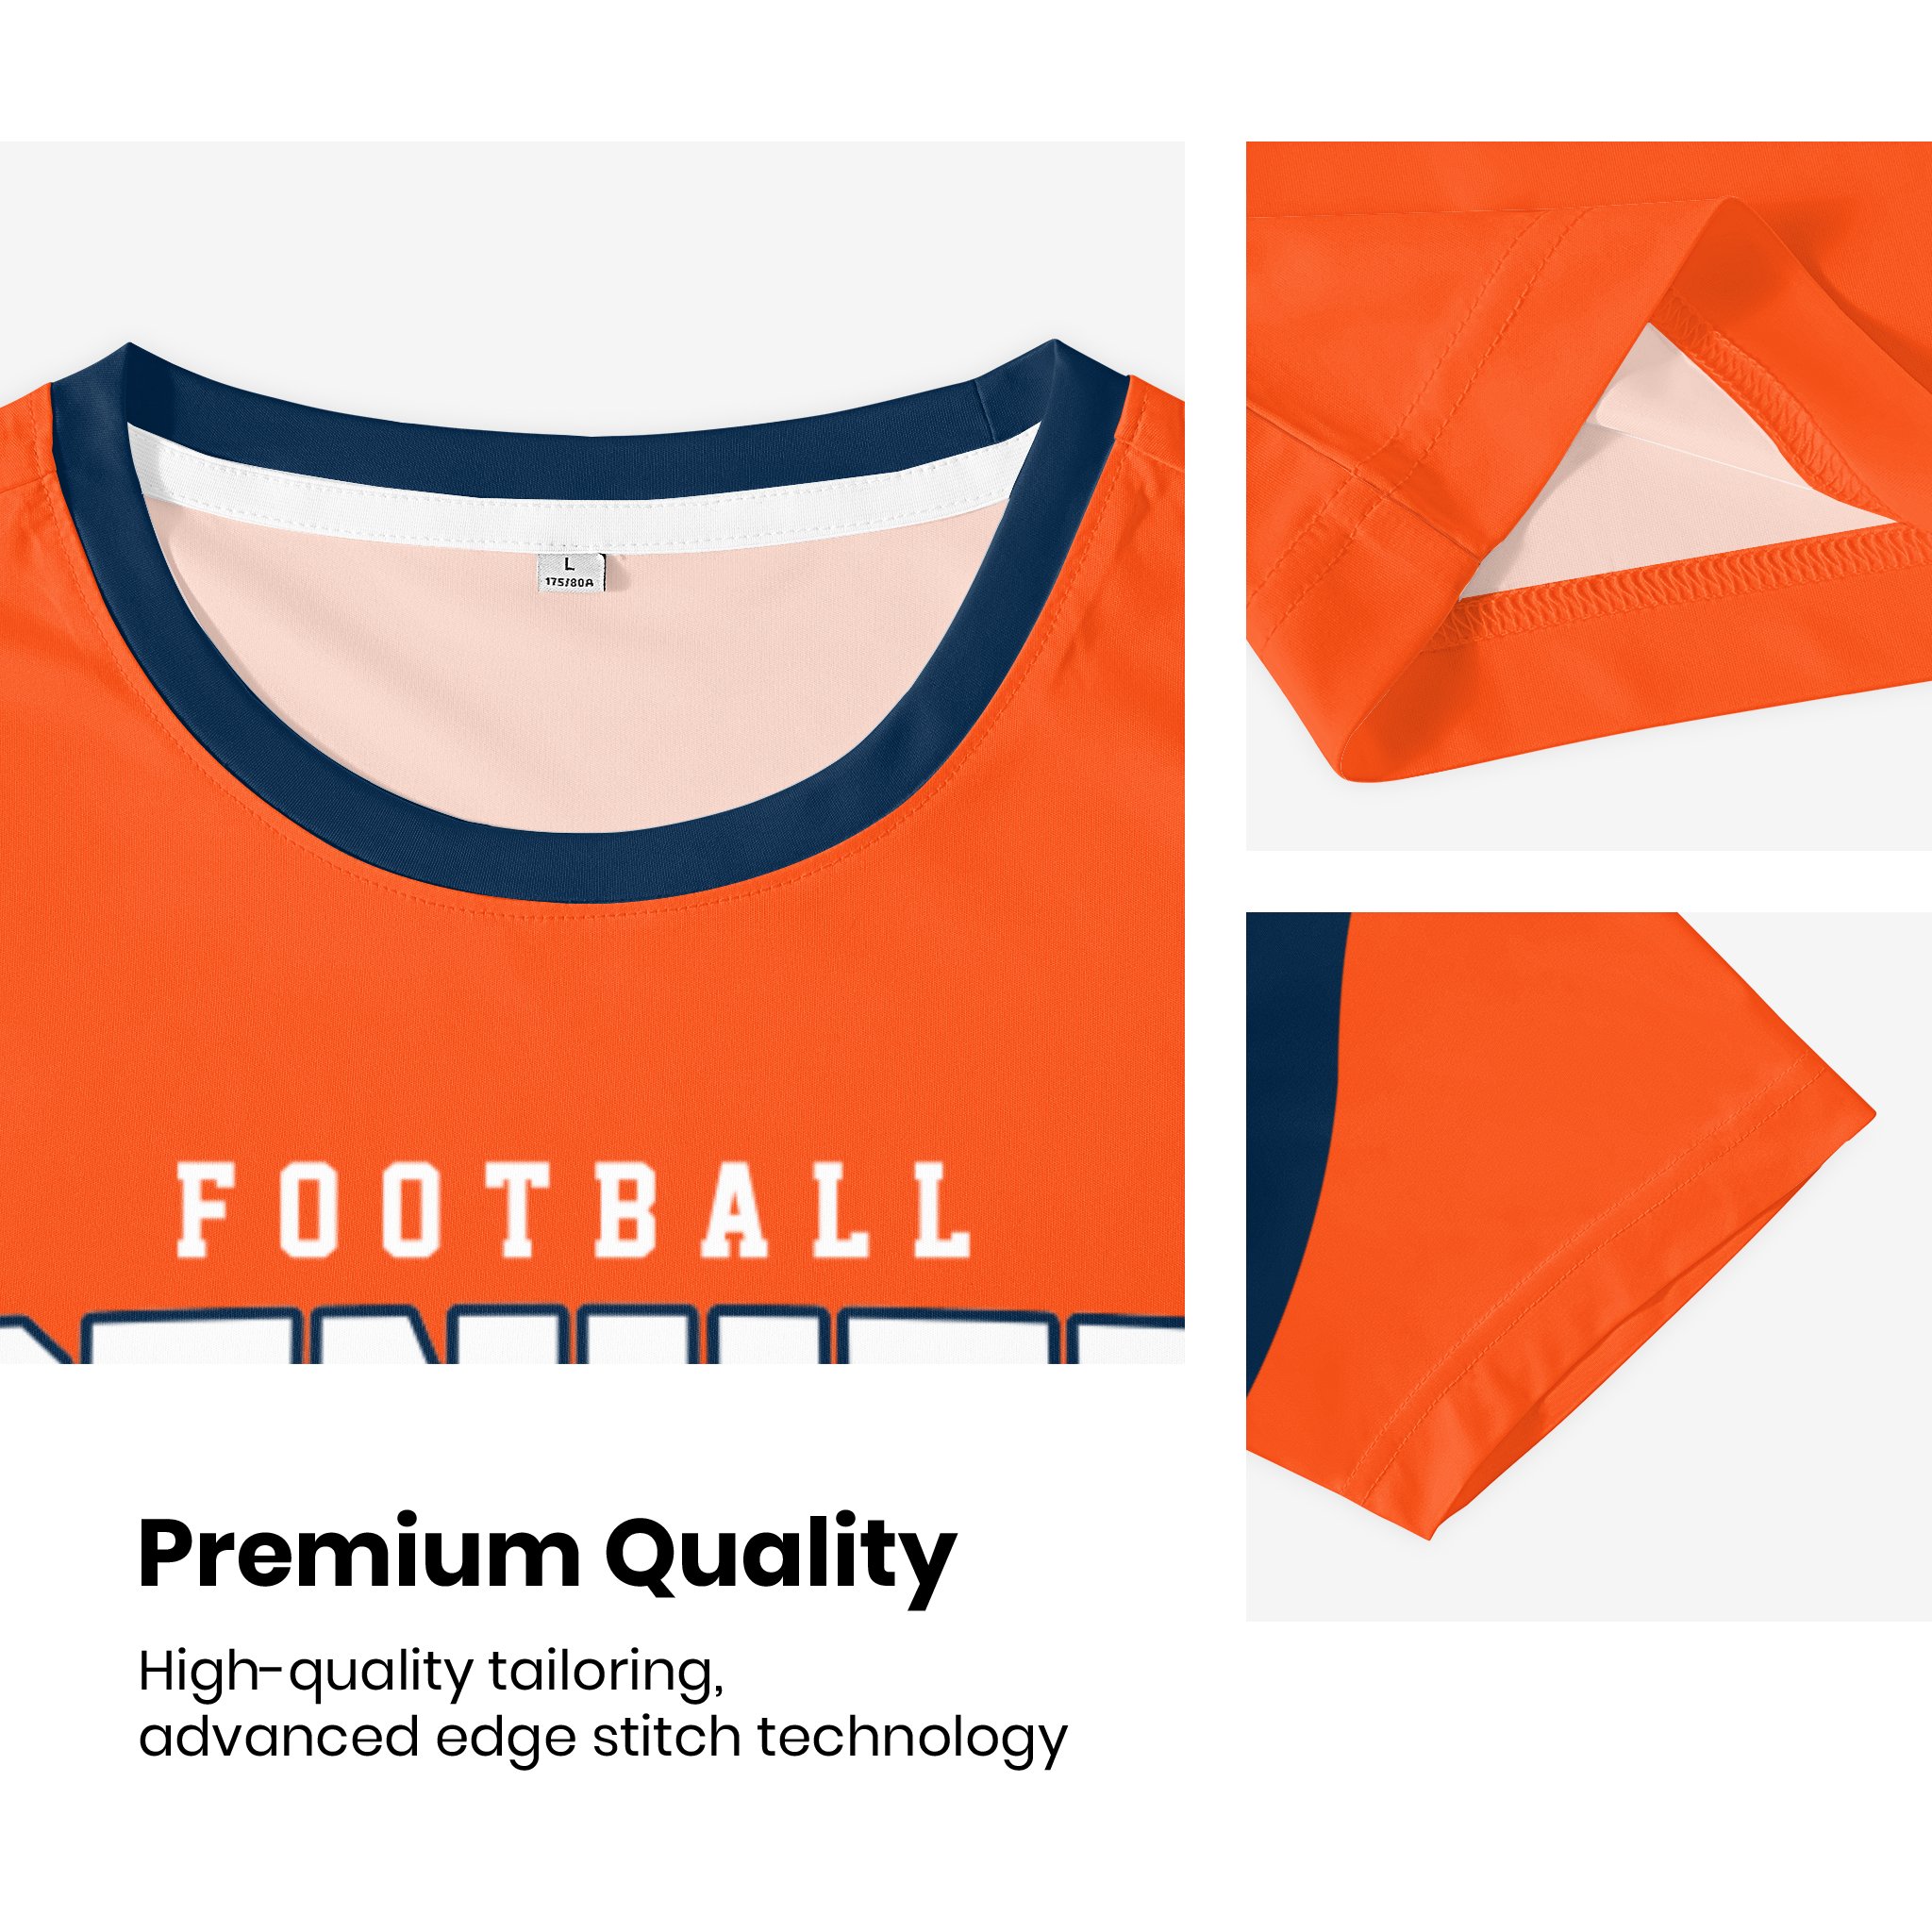 L
175/80A
FOOTBALL
Premium Quality
High-quality tailoring,
advanced edge stitch technology